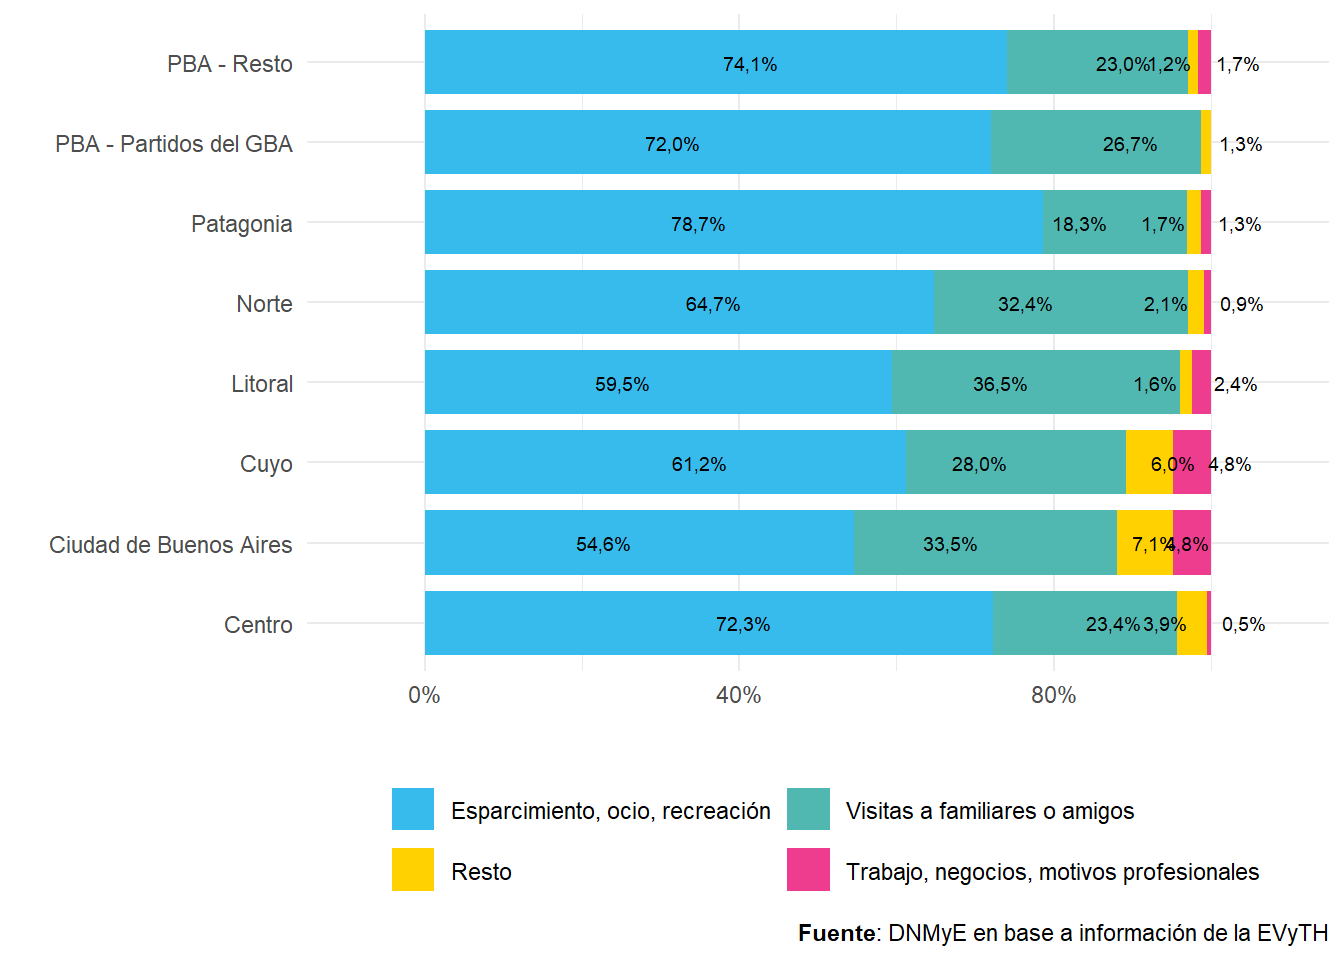 PBA - Resto 74,1% 23,0% 1,2% 1,7%
PBA - Partidos del GBA 72,0% 26,7% 1,3%
Patagonia 78,7% 18,3% 1,7% 1,3%
Norte 64,7% 32,4% 2,1% 0,9%
Litoral 59,5% 36,5% 1,6% 2,4%
Cuyo 61,2% 28,0% 6,0% 4,8%
Ciudad de Buenos Aires 54,6% 33,5% 7,1% 4,8%
Centro 72,3% 23,4% 3,9% 0,5%
0% 40% 80%
Esparcimiento, ocio, recreación Visitas a familiares o amigos
Resto Trabajo, negocios, motivos profesionales
Fuente: DNMyE en base a información de la EVyTH